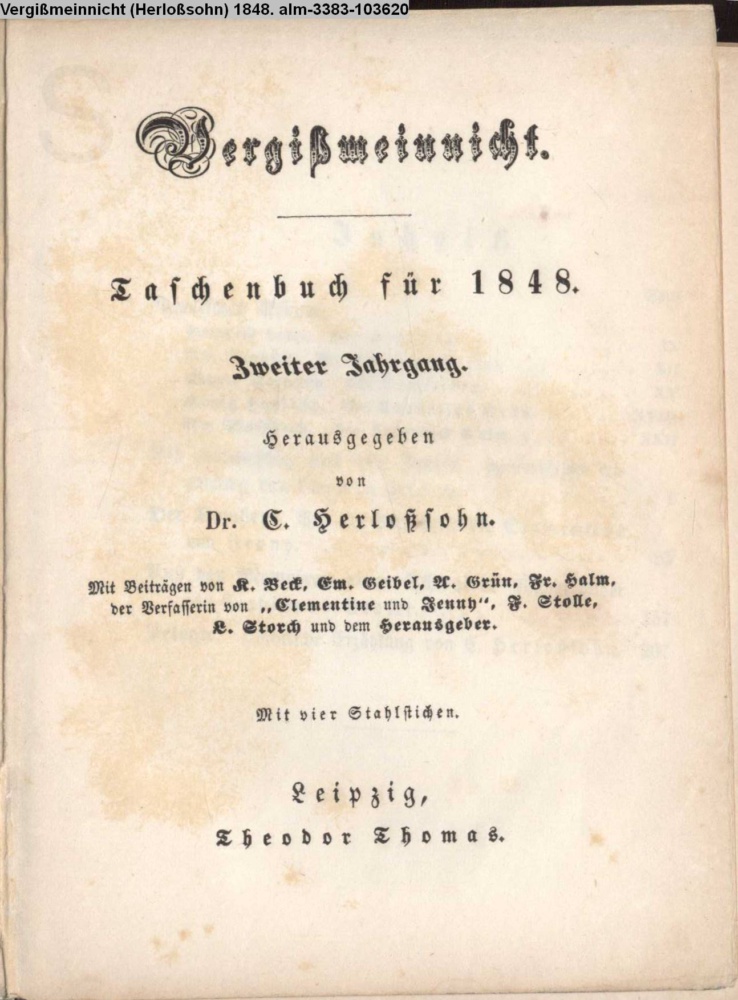 Vergißmeinnicht (Herloßsohn) 1848. alm-3383-103620
Vergißmeinnicht.
Taschenbuch für 1848.
Zweiter Jahrgang.
Herausgegeben
von
Dr. C. Herloßsohn.
Mit Beiträgen von K. Beck, Em. Geibel, A. Grün, Fr. Halm,
der Verfasserin von „Clementine und Jenny“, F. Stolle,
L. Storch und dem Herausgeber.
Mit vier Stahlstichen.
Leipzig,
Theodor Thomas.